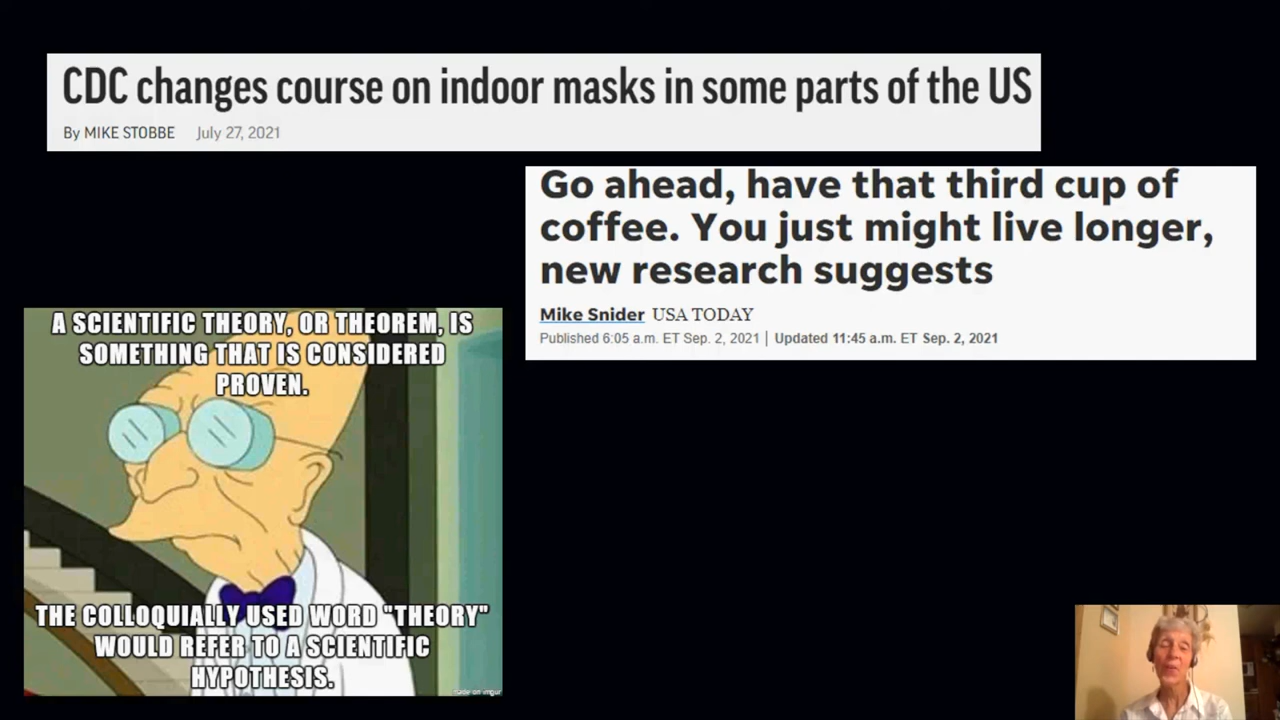 CDC changes course on indoor masks in some parts of the US
By MIKE STOBBE July 27, 2021
Go ahead, have that third cup of
coffee. You just might live longer,
new research suggests
Mike Snider USA TODAY
Published 6:05 a.m. ET Sep. 2, 2021 | Updated 11:45 a.m. ET Sep. 2, 2021
A SCIENTIFIC THEORY, OR THEOREM, IS
SOMETHING THAT IS CONSIDERED
PROVEN.
THE COLLOQUIALLY USED WORD "THEORY"
WOULD REFER TO A SCIENTIFIC
HYPOTHESIS.
made on imgur